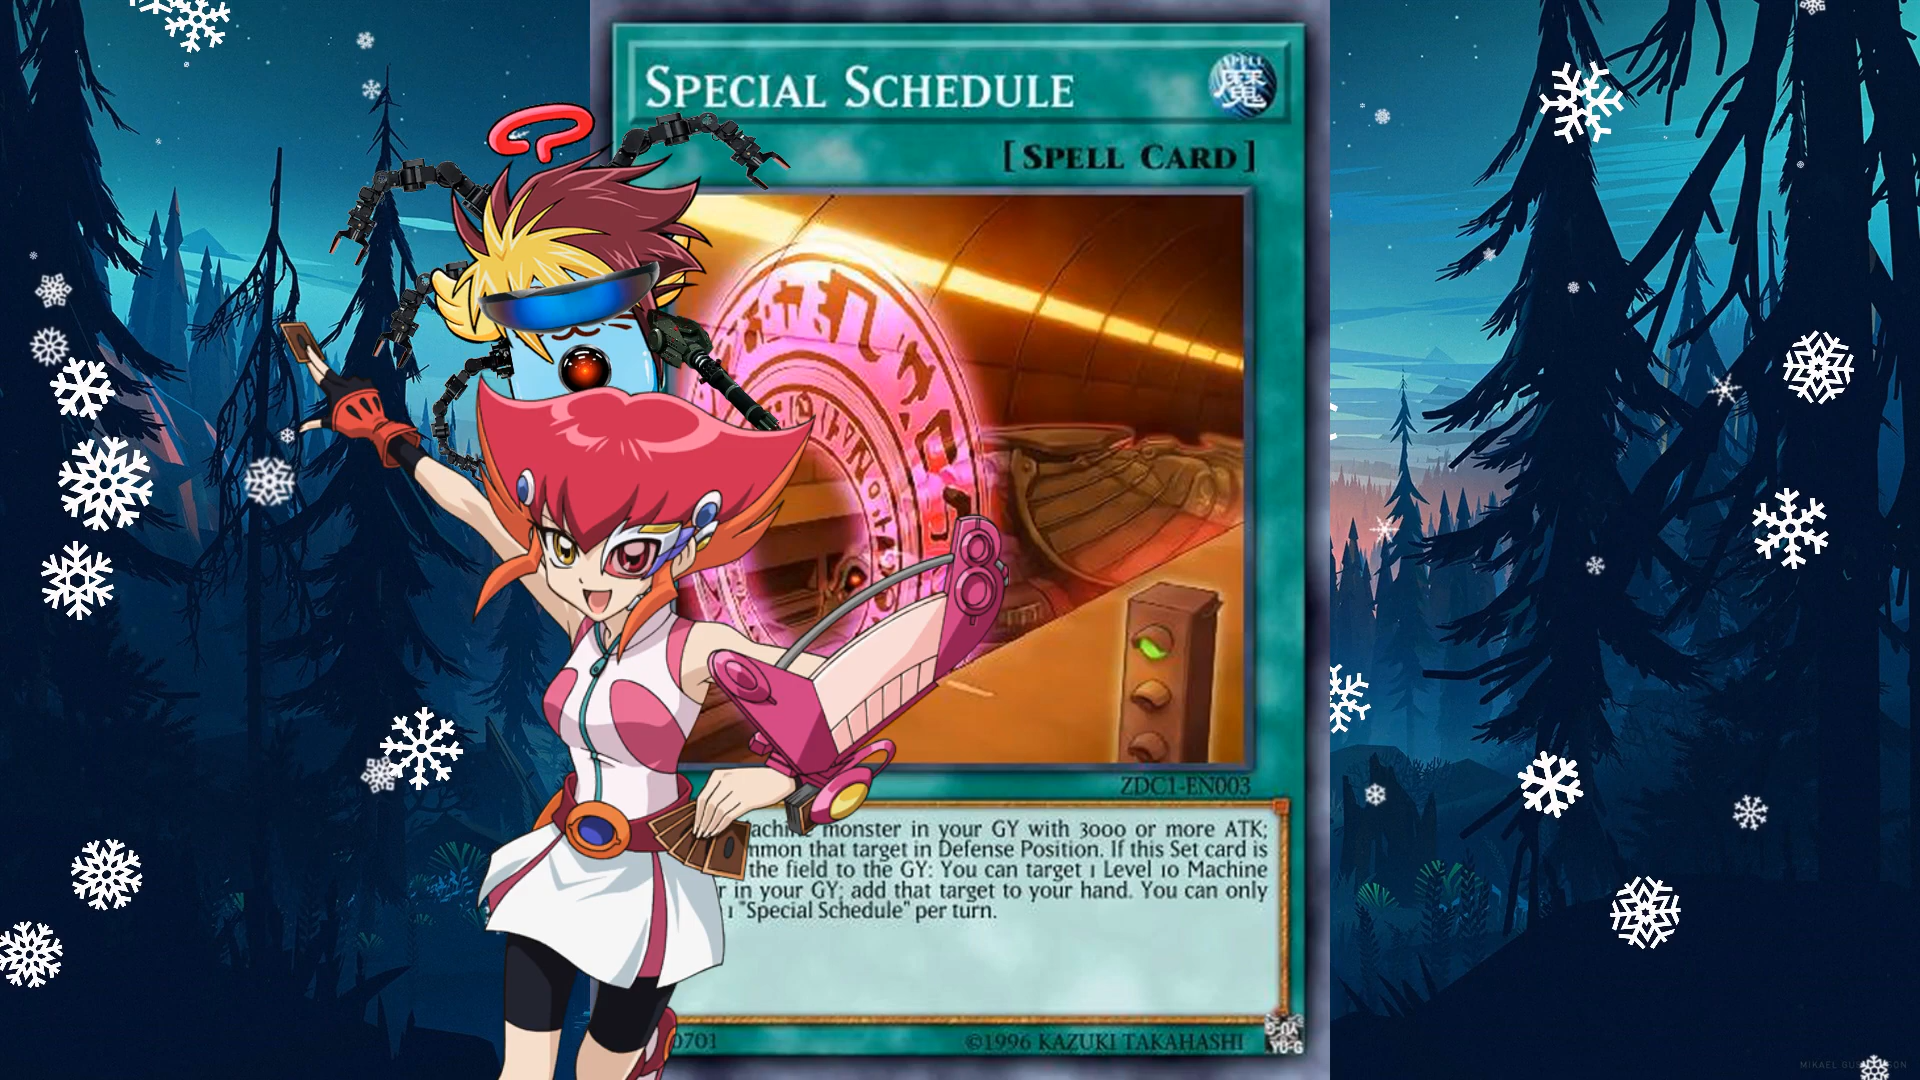 SPECIAL SCHEDULE
SPELL
魔
[SPELL CARD]
ZDC1-EN003
monster in your GY with 3000 or more ATK;
that target in Defense Position. If this Set card is
the field to the GY: You can target 1 Level 10 Machine
in your GY; add that target to your hand. You can only
1 "Special Schedule" per turn.
0701
©1996 KAZUKI TAKAHASHI
MIKAEL